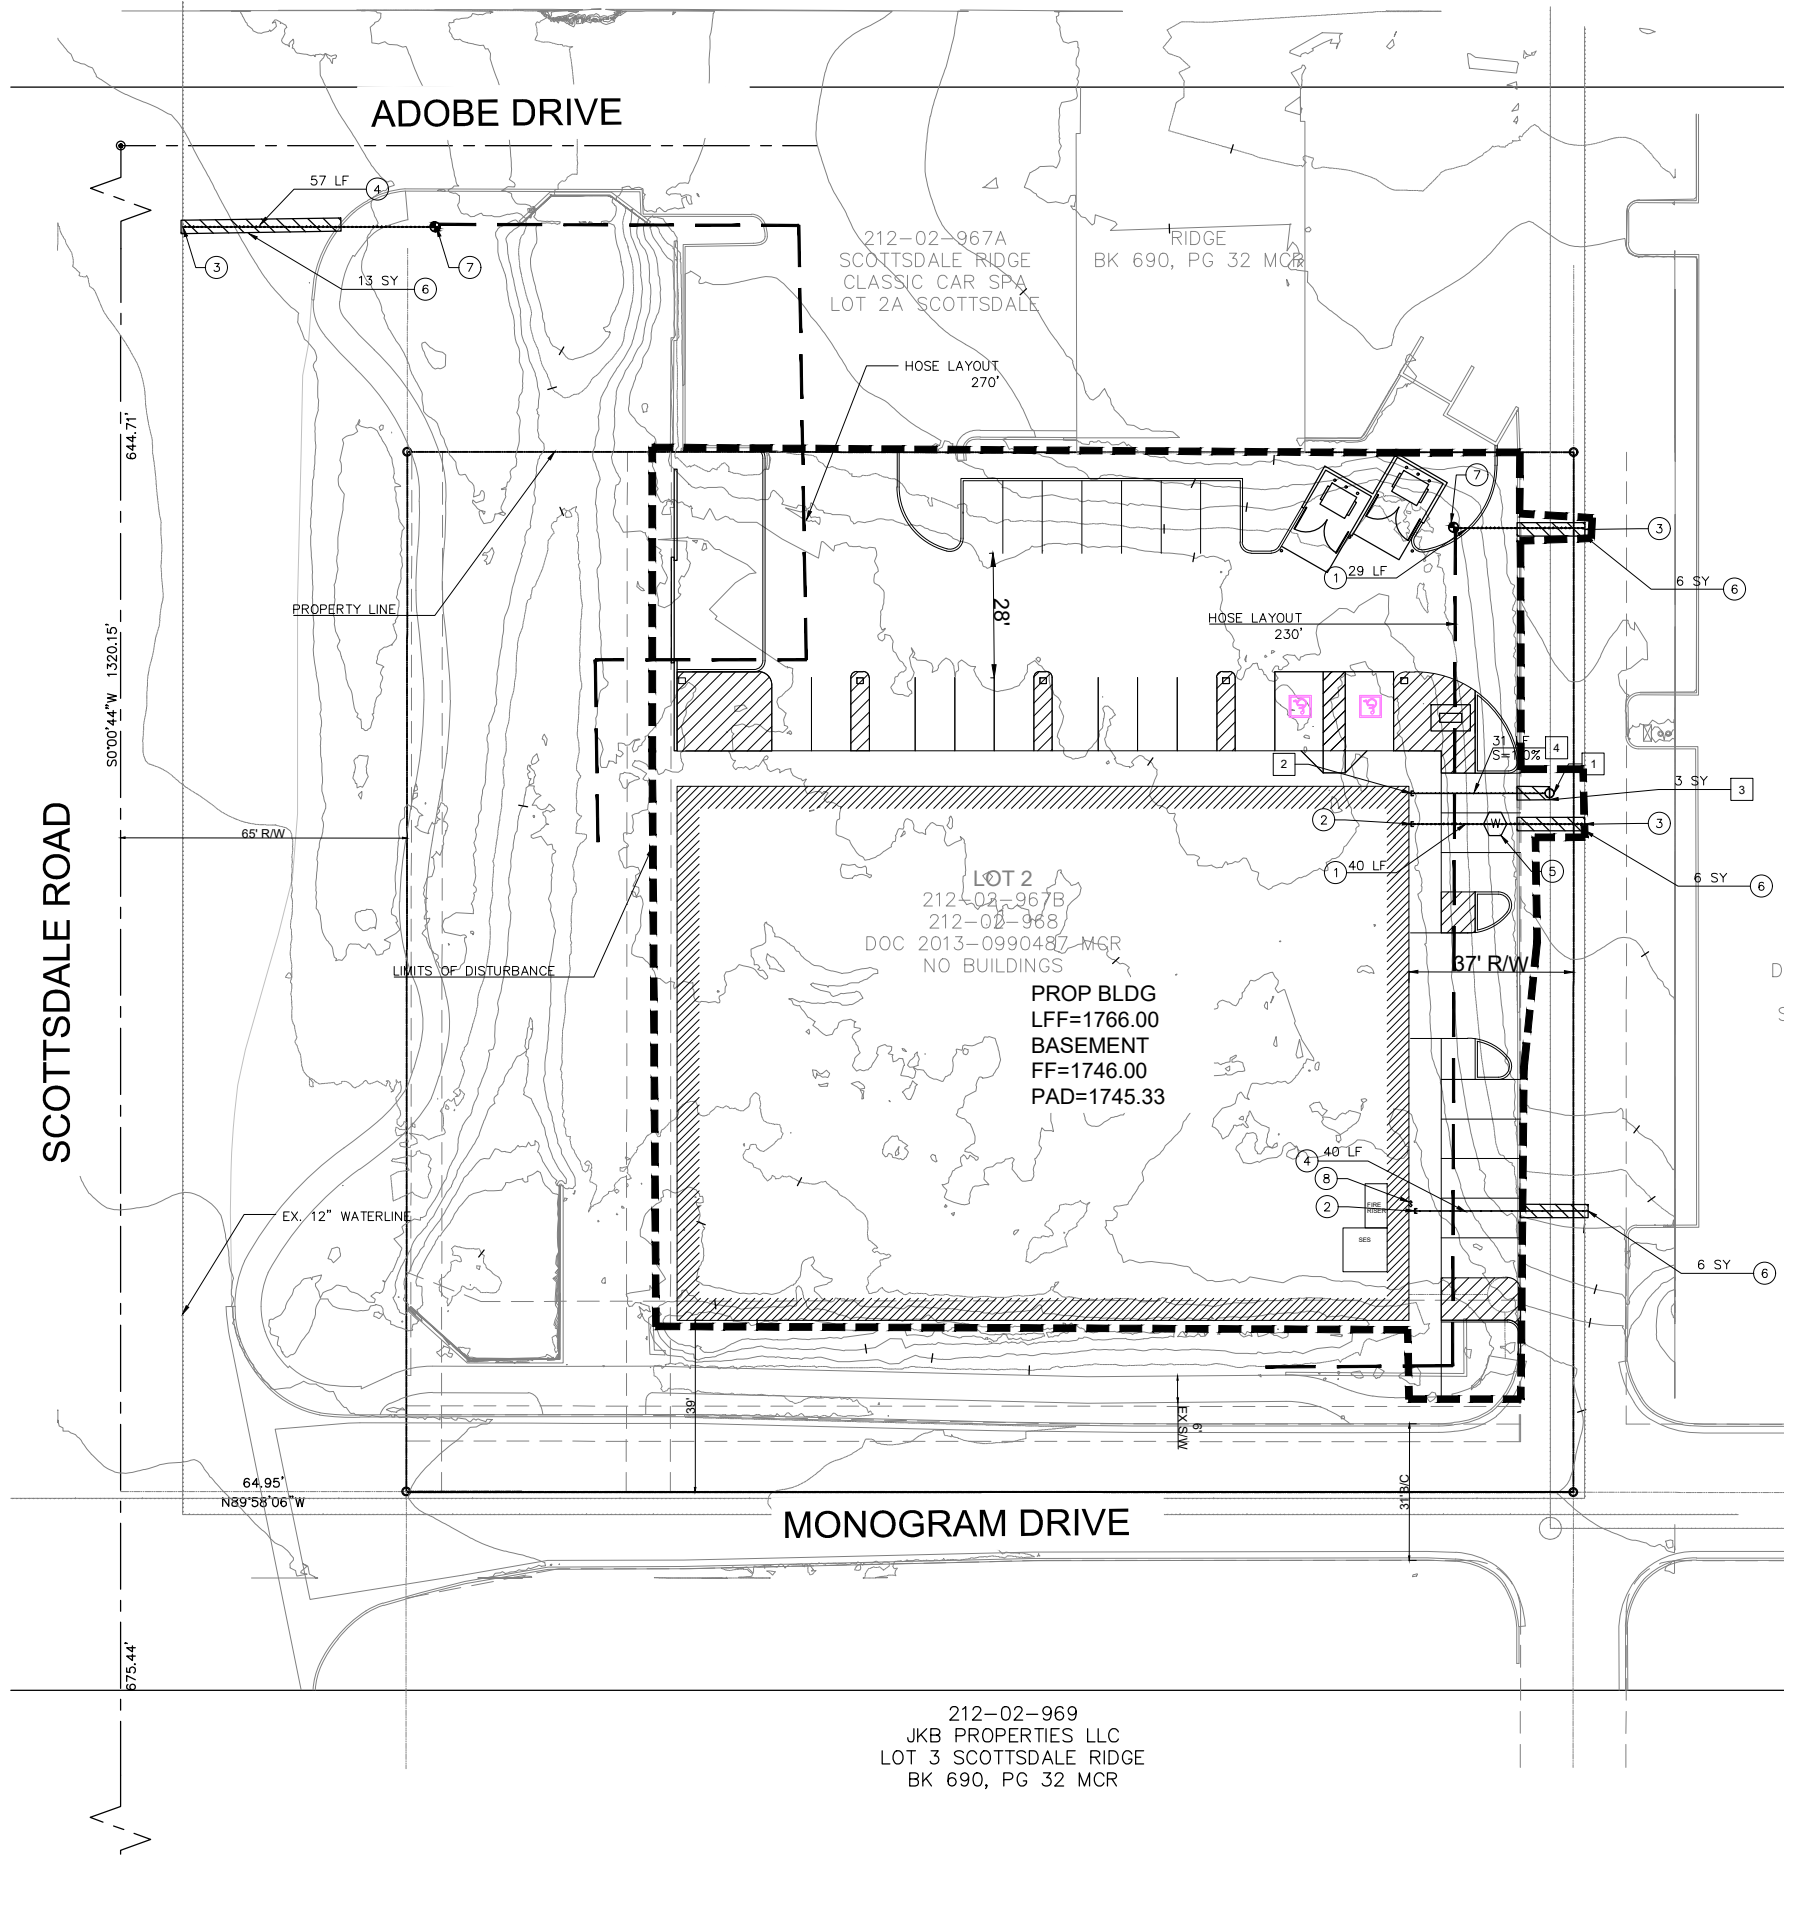 ADOBE DRIVE
57 LF
4
3
7
13 SY
6
212-02-967A
SCOTTSDALE RIDGE
CLASSIC CAR SPA
LOT 2A SCOTTSDALE
RIDGE
BK 690, PG 32 MCR
HOSE LAYOUT
270'
644.71'
7
3
1
29 LF
6 SY
6
PROPERTY LINE
28'
HOSE LAYOUT
230'
S0°00'44"W 1320.15'
31 LF
S=1.0%
4
2
1
3 SY
3
2
W
3
SCOTTSDALE ROAD
65' R/W
1
40 LF
5
6 SY
6
LOT 2
212-02-967B
212-02-968
DOC 2013-0990487 MCR
NO BUILDINGS
LIMITS OF DISTURBANCE
37' R/W
D
S
PROP BLDG
LFF=1766.00
BASEMENT
FF=1746.00
PAD=1745.33
4
40 LF
8
2
FIRE
RISER
SES
EX. 12" WATERLINE
6 SY
6
39'
6'
EX S/W
31' B/C
64.95'
N89°58'06"W
MONOGRAM DRIVE
675.44'
212-02-969
JKB PROPERTIES LLC
LOT 3 SCOTTSDALE RIDGE
BK 690, PG 32 MCR